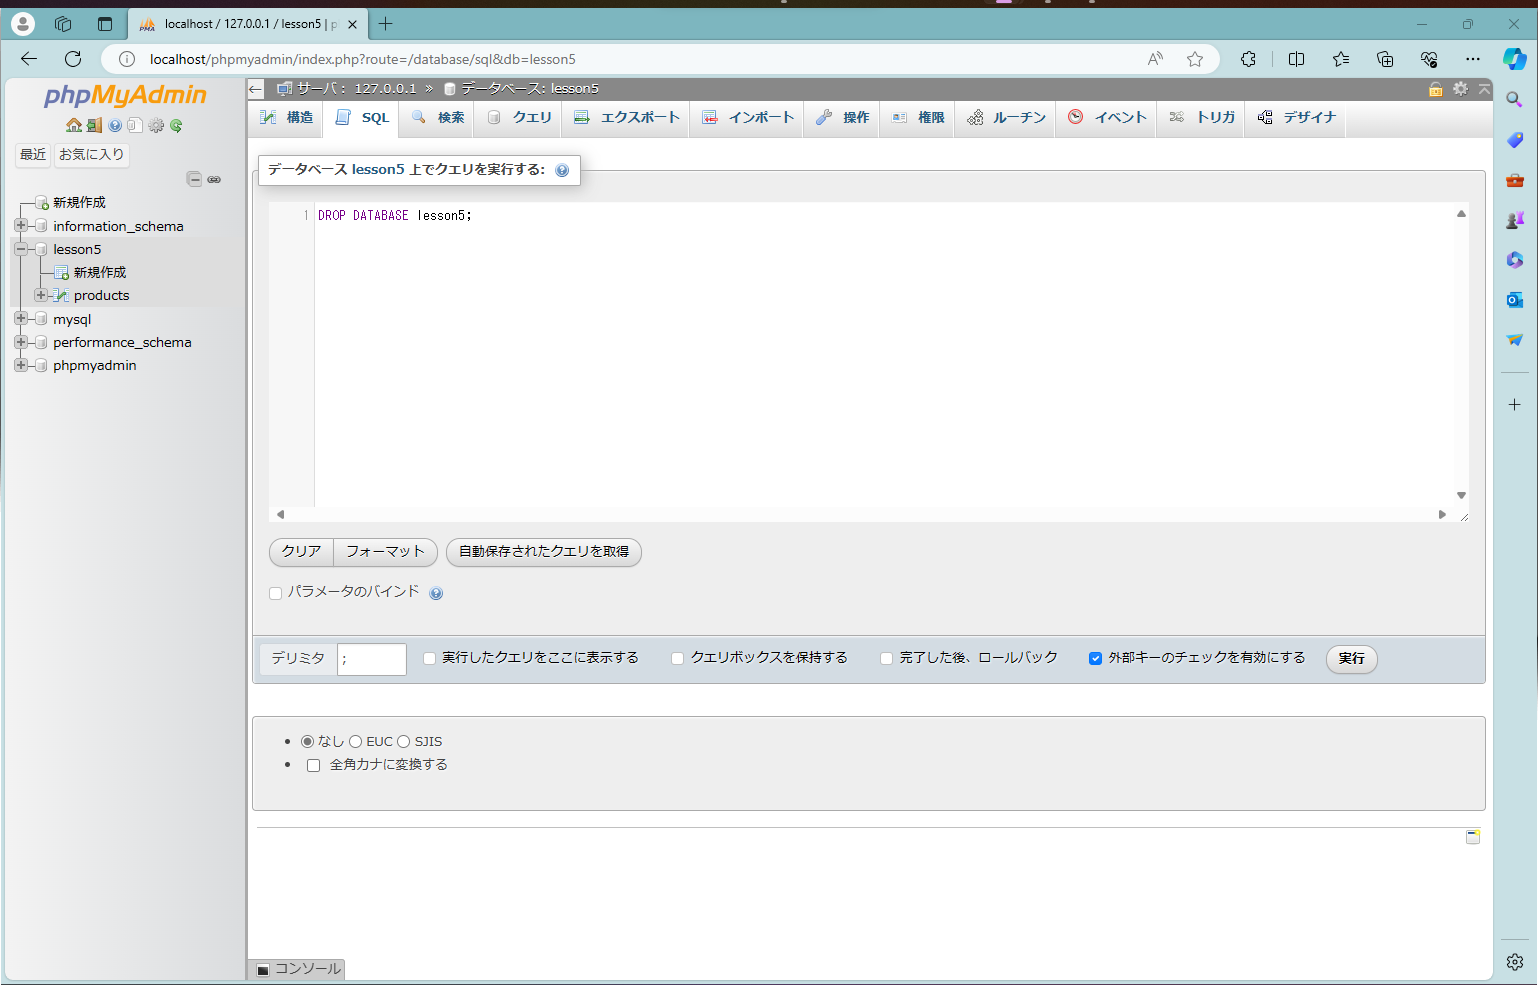 localhost / 127.0.0.1 / lesson5 | p
localhost/phpmyadmin/index.php?route=/database/sql&db=lesson5
phpMyAdmin
最近 お気に入り
新規作成
information_schema
lesson5
新規作成
products
mysql
performance_schema
phpmyadmin
サーバ: 127.0.0.1 » データベース: lesson5
構造 SQL 検索 クエリ エクスポート インポート 操作 権限 ルーチン イベント トリガ デザイナ
データベース lesson5 上でクエリを実行する:
1 DROP DATABASE lesson5;
クリア フォーマット 自動保存されたクエリを取得
パラメータのバインド
デリミタ ; 実行したクエリをここに表示する クエリボックスを保持する 完了した後、ロールバック 外部キーのチェックを有効にする 実行
なし EUC SJIS
全角カナに変換する
コンソール